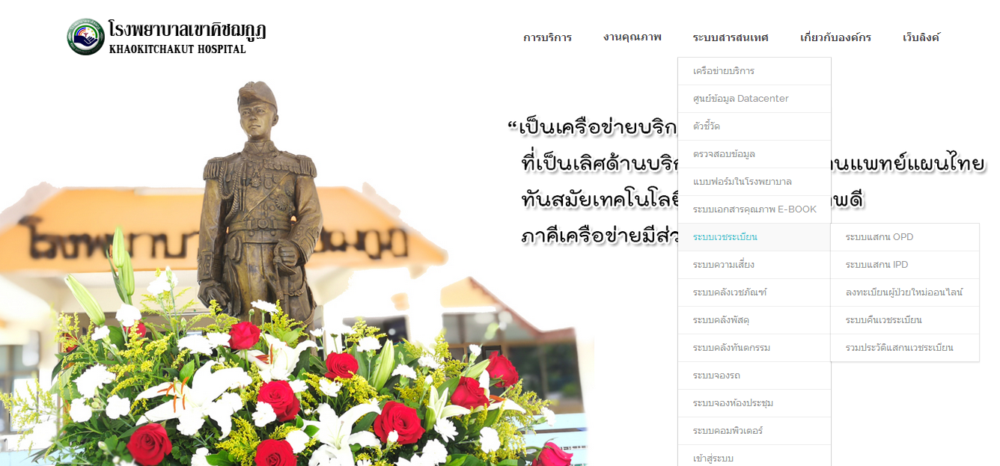 โรงพยาบาลเขาคิชฌกูฏ
KHAOKITCHAKUT HOSPITAL
การบริการ
งานคุณภาพ
ระบบสารสนเทศ
เกี่ยวกับองค์กร
เว็บลิงค์
เครือข่ายบริการ
ศูนย์ข้อมูล Datacenter
ตัวชี้วัด
ตรวจสอบข้อมูล
แบบฟอร์มในโรงพยาบาล
ระบบเอกสารคุณภาพ E-BOOK
ระบบเวชระเบียน
ระบบความเสี่ยง
ระบบคลังเวชภัณฑ์
ระบบคลังพัสดุ
ระบบคลังทันตกรรม
ระบบจองรถ
ระบบจองห้องประชุม
ระบบคอมพิวเตอร์
เข้าสู่ระบบ
ระบบแสกน OPD
ระบบแสกน IPD
ลงทะเบียนผู้ป่วยใหม่ออนไลน์
ระบบคืนเวชระเบียน
รวมประวัติแสกนเวชระเบียน
“เป็นเครือข่ายบริก
ที่เป็นเลิศด้านบริก านแพทย์แผนไทย
ทันสมัยเทคโนโลยี าพดี
ภาคีเครือข่ายมีส่ว